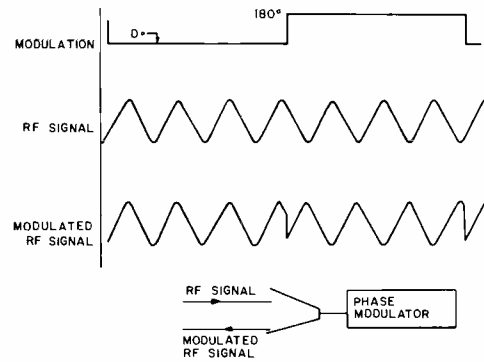 180°
0°
MODULATION
RF SIGNAL
MODULATED
RF SIGNAL
RF SIGNAL
PHASE
MODULATOR
MODULATED
RF SIGNAL